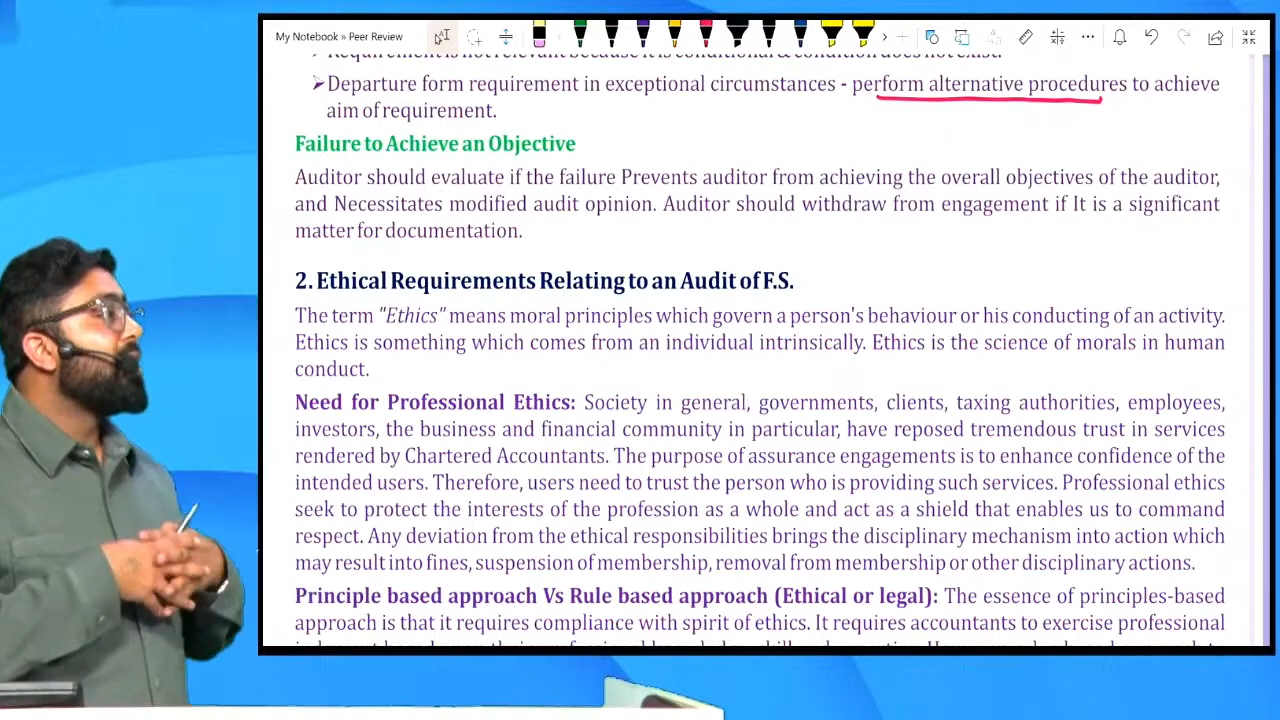 My Notebook » Peer Review
Requirement is not relevant because it is conditional & condition does not exist.
➤Departure form requirement in exceptional circumstances - perform alternative procedures to achieve
aim of requirement.
Failure to Achieve an Objective
Auditor should evaluate if the failure Prevents auditor from achieving the overall objectives of the auditor,
and Necessitates modified audit opinion. Auditor should withdraw from engagement if It is a significant
matter for documentation.
2. Ethical Requirements Relating to an Audit of F.S.
The term "Ethics" means moral principles which govern a person's behaviour or his conducting of an activity.
Ethics is something which comes from an individual intrinsically. Ethics is the science of morals in human
conduct.
Need for Professional Ethics: Society in general, governments, clients, taxing authorities, employees,
investors, the business and financial community in particular, have reposed tremendous trust in services
rendered by Chartered Accountants. The purpose of assurance engagements is to enhance confidence of the
intended users. Therefore, users need to trust the person who is providing such services. Professional ethics
seek to protect the interests of the profession as a whole and act as a shield that enables us to command
respect. Any deviation from the ethical responsibilities brings the disciplinary mechanism into action which
may result into fines, suspension of membership, removal from membership or other disciplinary actions.
Principle based approach Vs Rule based approach (Ethical or legal): The essence of principles-based
approach is that it requires compliance with spirit of ethics. It requires accountants to exercise professional